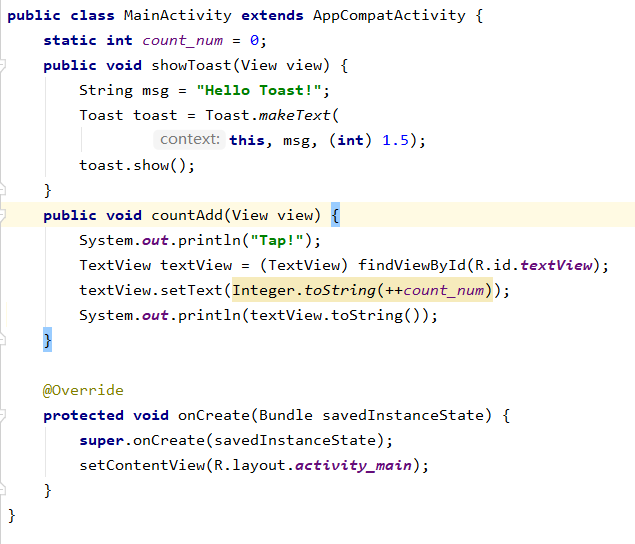 public class MainActivity extends AppCompatActivity {
    static int count_num = 0;
    public void showToast(View view) {
        String msg = "Hello Toast!";
        Toast toast = Toast.makeText(
                context: this, msg, (int) 1.5);
        toast.show();
    }
    public void countAdd(View view) {
        System.out.println("Tap!");
        TextView textView = (TextView) findViewById(R.id.textView);
        textView.setText(Integer.toString(++count_num));
        System.out.println(textView.toString());
    }

    @Override
    protected void onCreate(Bundle savedInstanceState) {
        super.onCreate(savedInstanceState);
        setContentView(R.layout.activity_main);
    }
}